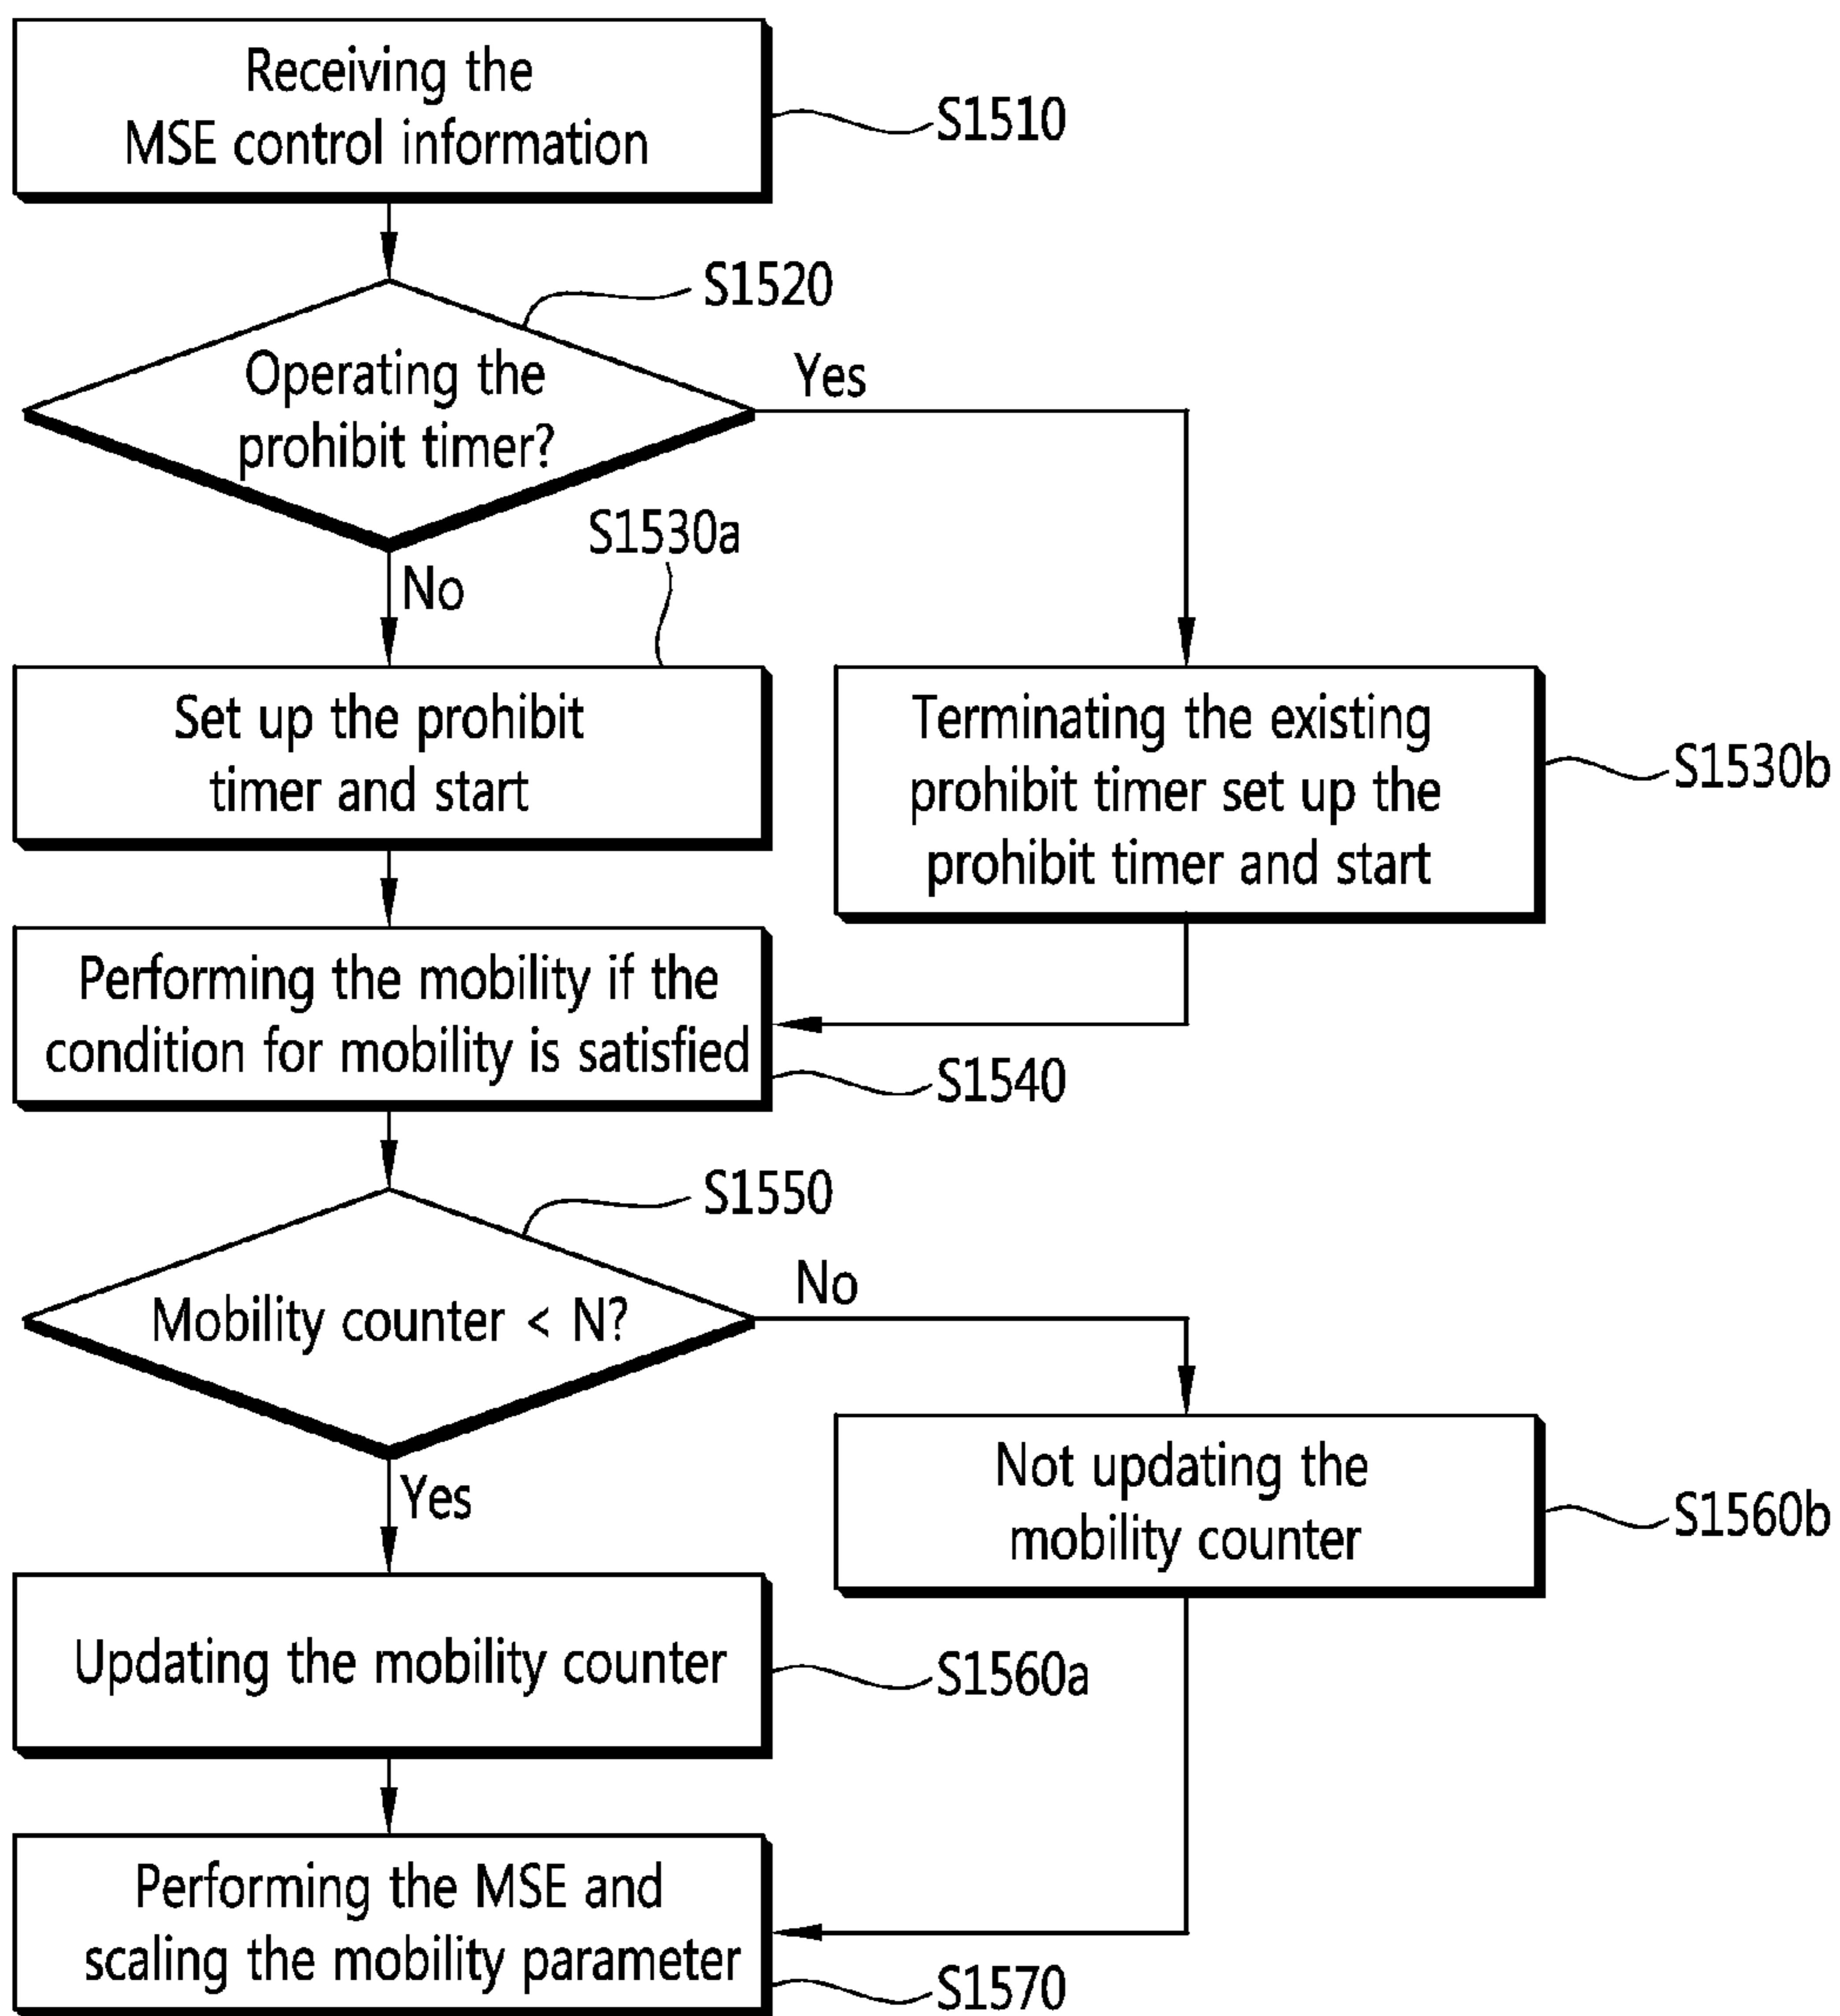 Receiving the
MSE control information
S1510
S1520
Operating the
prohibit timer?
Yes
No
S1530a
Set up the prohibit
timer and start
Terminating the existing
prohibit timer set up the
prohibit timer and start
S1530b
Performing the mobility if the
condition for mobility is satisfied
S1540
S1550
Mobility counter < N?
No
Yes
Not updating the
mobility counter
S1560b
Updating the mobility counter
S1560a
Performing the MSE and
scaling the mobility parameter
S1570